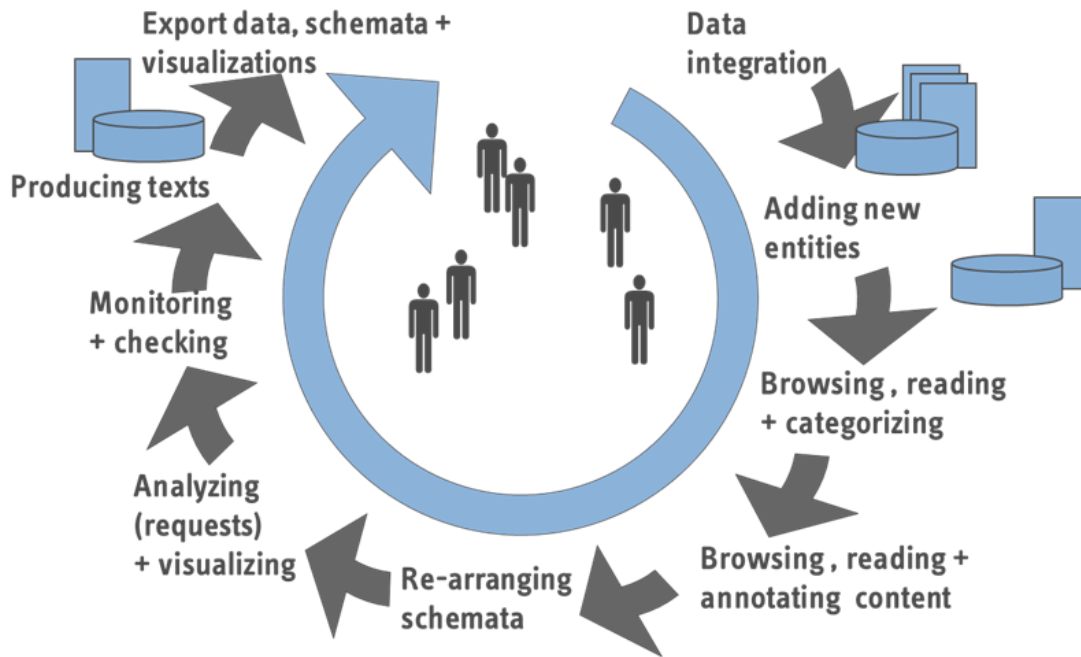 Data
integration
Adding new
entities
Browsing, reading
+ categorizing
Browsing, reading +
annotating content
Re-arranging
schemata
Analyzing
(requests)
+ visualizing
Monitoring
+ checking
Producing texts
Export data, schemata +
visualizations